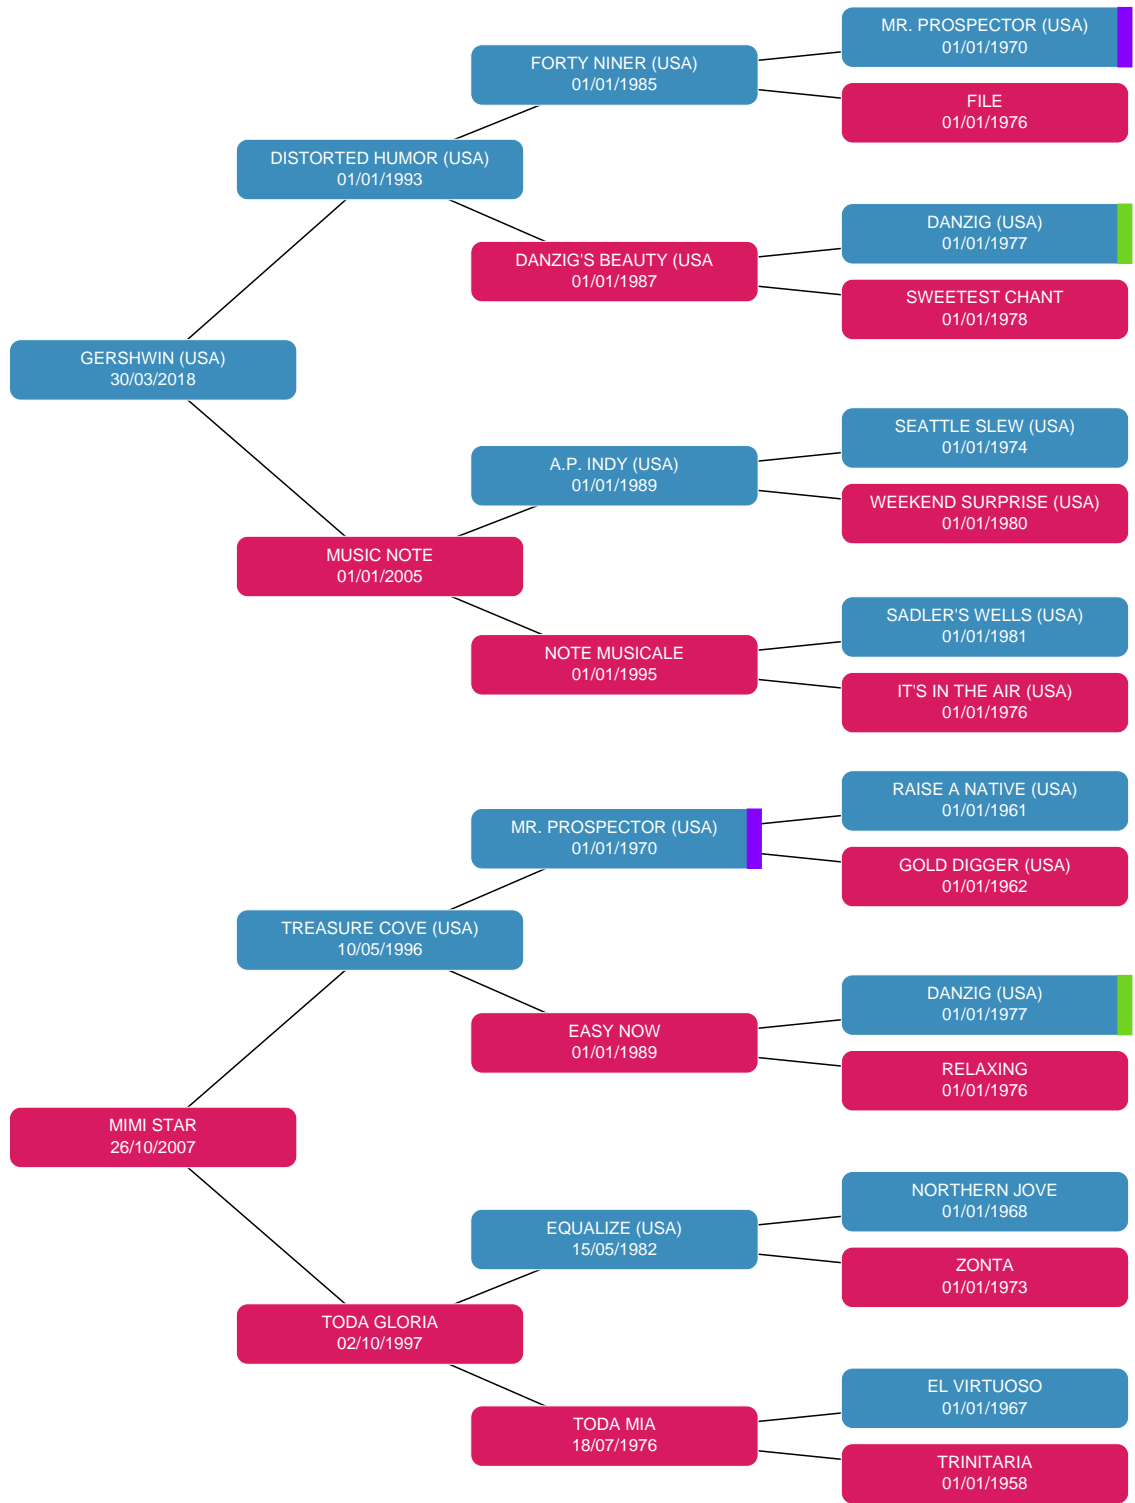 MR. PROSPECTOR (USA)
01/01/1970
FORTY NINER (USA)
01/01/1985
FILE
01/01/1976
DISTORTED HUMOR (USA)
01/01/1993
DANZIG (USA)
01/01/1977
DANZIG'S BEAUTY (USA
01/01/1987
SWEETEST CHANT
01/01/1978
GERSHWIN (USA)
30/03/2018
SEATTLE SLEW (USA)
01/01/1974
A.P. INDY (USA)
01/01/1989
WEEKEND SURPRISE (USA)
01/01/1980
MUSIC NOTE
01/01/2005
SADLER'S WELLS (USA)
01/01/1981
NOTE MUSICALE
01/01/1995
IT'S IN THE AIR (USA)
01/01/1976
RAISE A NATIVE (USA)
01/01/1961
MR. PROSPECTOR (USA)
01/01/1970
GOLD DIGGER (USA)
01/01/1962
TREASURE COVE (USA)
10/05/1996
DANZIG (USA)
01/01/1977
EASY NOW
01/01/1989
RELAXING
01/01/1976
MIMI STAR
26/10/2007
NORTHERN JOVE
01/01/1968
EQUALIZE (USA)
15/05/1982
ZONTA
01/01/1973
TODA GLORIA
02/10/1997
EL VIRTUOSO
01/01/1967
TODA MIA
18/07/1976
TRINITARIA
01/01/1958